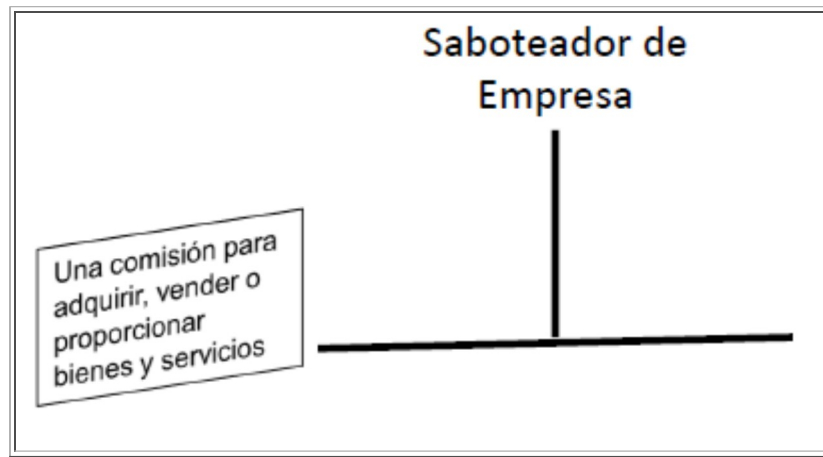 Saboteador de
Empresa
Una comisión para
adquirir, vender o
proporcionar
bienes y servicios